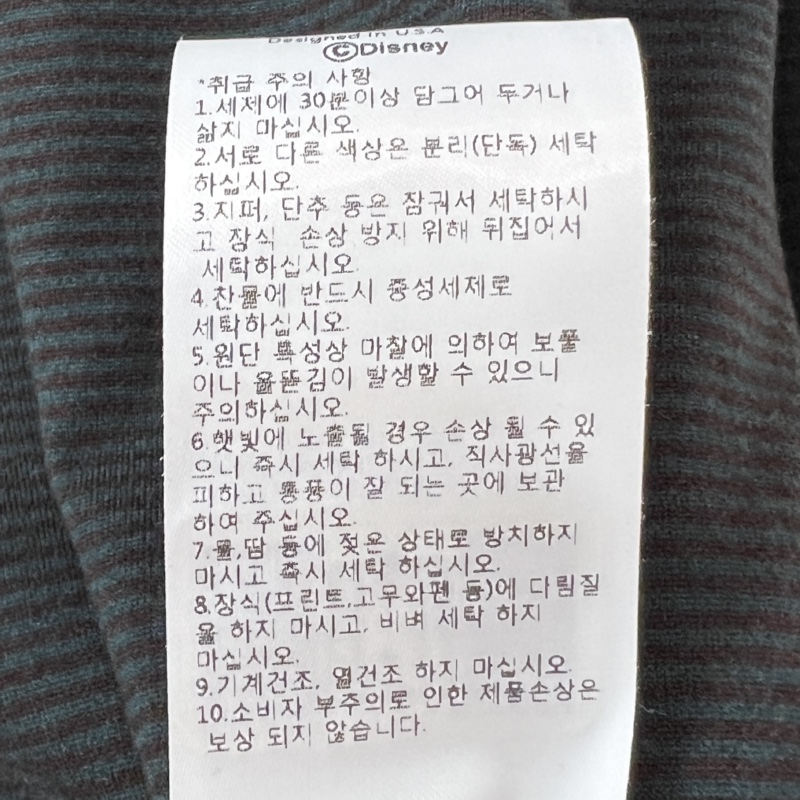 Designed in U.S.A
©Disney
*취급 주의 사항
1.세제에 30분이상 담그어 두거나
삶지 마십시오.
2.서로 다른 색상은 분리(단독) 세탁
하십시오.
3.지퍼, 단추 등은 잠궈서 세탁하시
고 장식 손상 방지 위해 뒤집어서
세탁하십시오.
4.찬물에 반드시 중성세제로
세탁하십시오.
5.원단 특성상 마찰에 의하여 보풀
이나 올뜯김이 발생할 수 있으니
주의하십시오.
6.햇빛에 노출될 경우 손상 될 수 있
으니 즉시 세탁 하시고, 직사광선을
피하고 통풍이 잘 되는 곳에 보관
하여 주십시오.
7.물,땀 등에 젖은 상태로 방치하지
마시고 즉시 세탁 하십시오.
8.장식(프린트,고무와펜 등)에 다림질
을 하지 마시고, 비벼 세탁 하지
마십시오.
9.기계건조, 열건조 하지 마십시오.
10.소비자 부주의로 인한 제품손상은
보상 되지 않습니다.